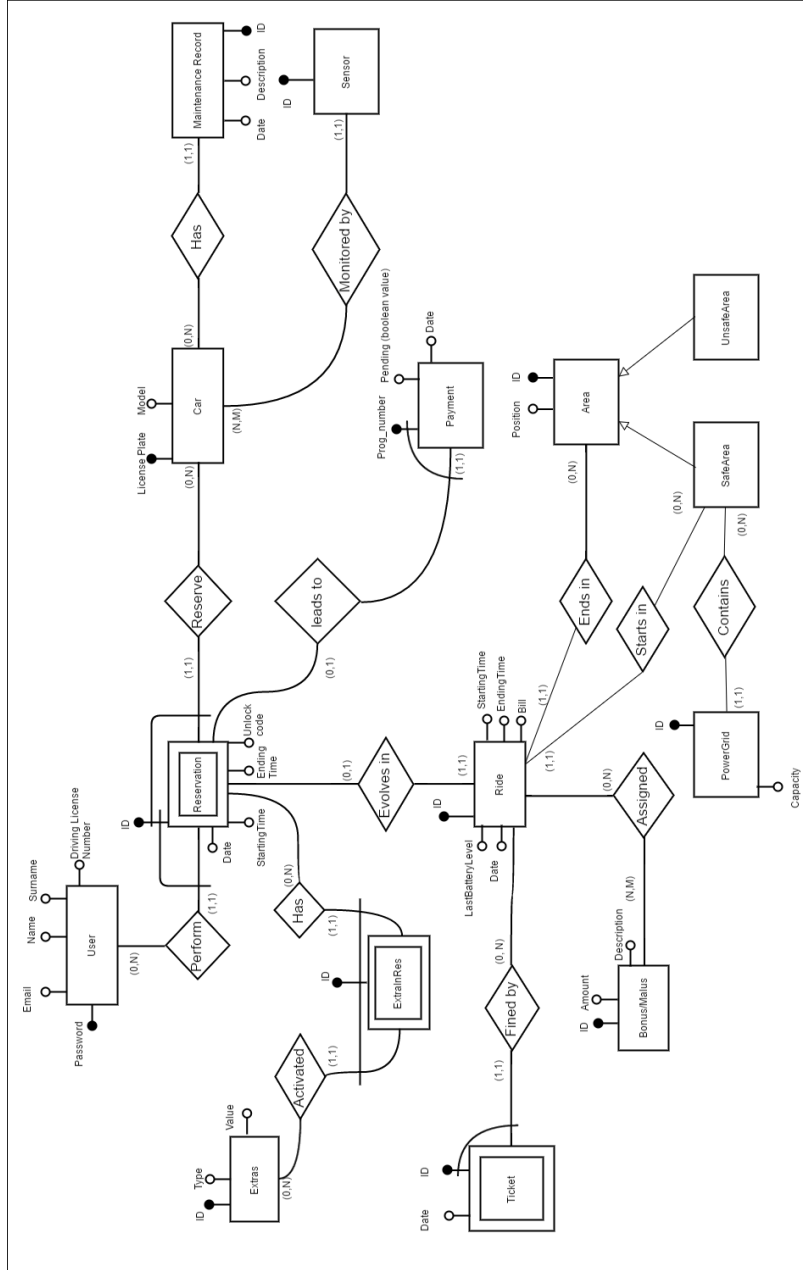 Email
Name
Surname
Driving License
Number
Password
User
(0,N)
Perform
(1,1)
ID
Reservation
Date
StartingTime
Ending
Time
Unlock
code
(1,1)
Reserve
(0,N)
License Plate
Model
Car
(0,N)
Has
(1,1)
Maintenance Record
ID
Description
Date
(N,M)
Monitored by
(1,1)
Sensor
ID
(0,1)
leads to
(1,1)
Prog_number
Pending (boolean value)
Date
Payment
(0,N)
Has
(1,1)
ID
ExtraInRes
(1,1)
Activated
(0,N)
Extras
ID
Type
Value
(0,1)
Evolves in
(1,1)
ID
Ride
LastBatteryLevel
Date
StartingTime
EndingTime
Bill
(0, N)
Fined by
(1,1)
ID
Date
Ticket
(0,N)
Assigned
(N,M)
Description
Amount
ID
Bonus/Malus
(1,1)
Ends in
(0,N)
Position
ID
Area
(1,1)
Starts in
(0,N)
SafeArea
UnsafeArea
(0,N)
Contains
(1,1)
ID
PowerGrid
Capacity